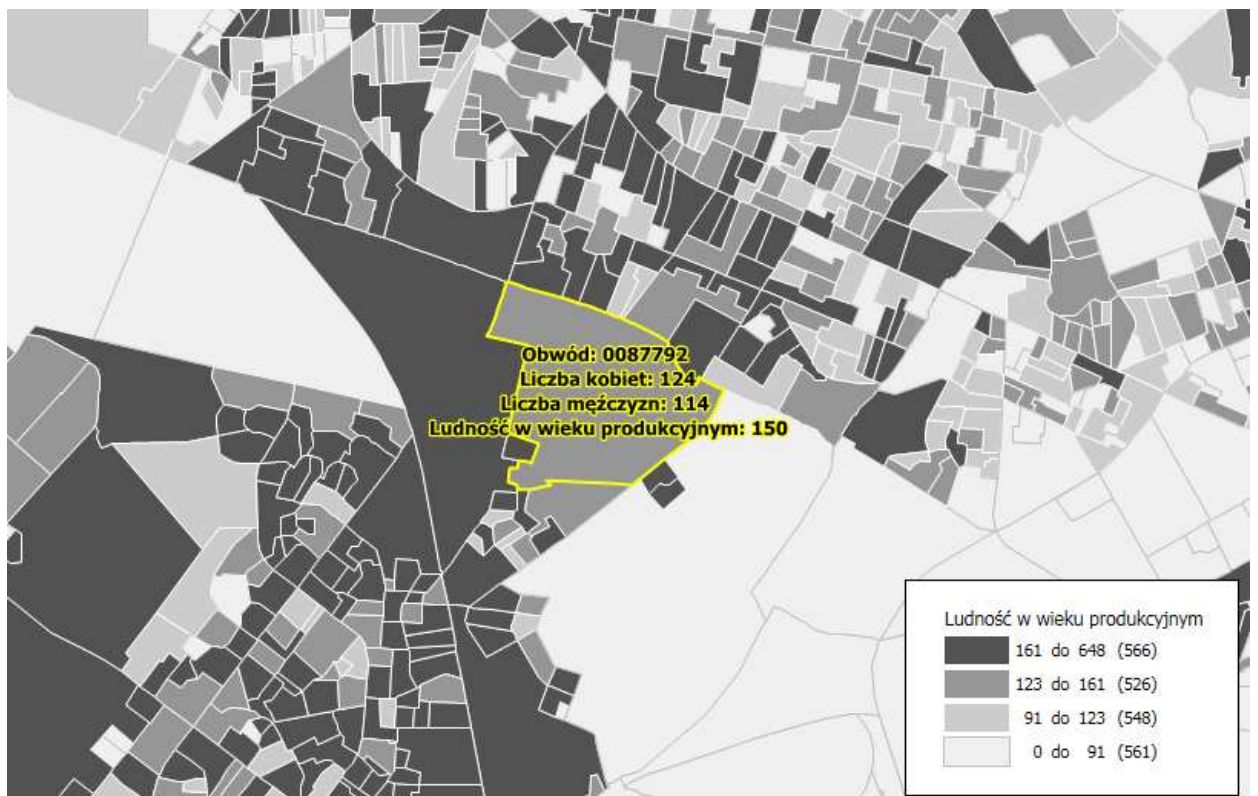 Obwód: 0087792
Liczba kobiet: 124
Liczba mężczyzn: 114
Ludność w wieku produkcyjnym: 150
Ludność w wieku produkcyjnym
161 do 648 (566)
123 do 161 (526)
91 do 123 (548)
0 do 91 (561)